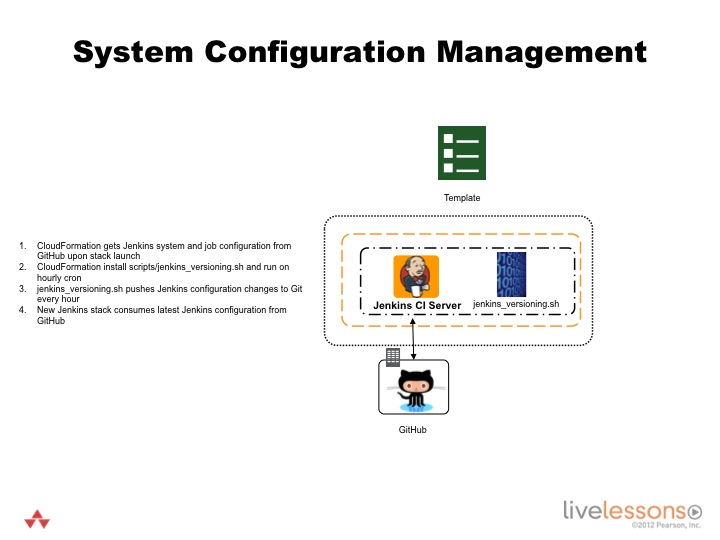 System Configuration Management
Template
1. CloudFormation gets Jenkins system and job configuration from
GitHub upon stack launch
2. CloudFormation install scripts/jenkins_versioning.sh and run on
hourly cron
3. jenkins_versioning.sh pushes Jenkins configuration changes to Git
every hour
4. New Jenkins stack consumes latest Jenkins configuration from
GitHub
Jenkins CI Server
jenkins_versioning.sh
GitHub
livelessons
©2012 Pearson, Inc.